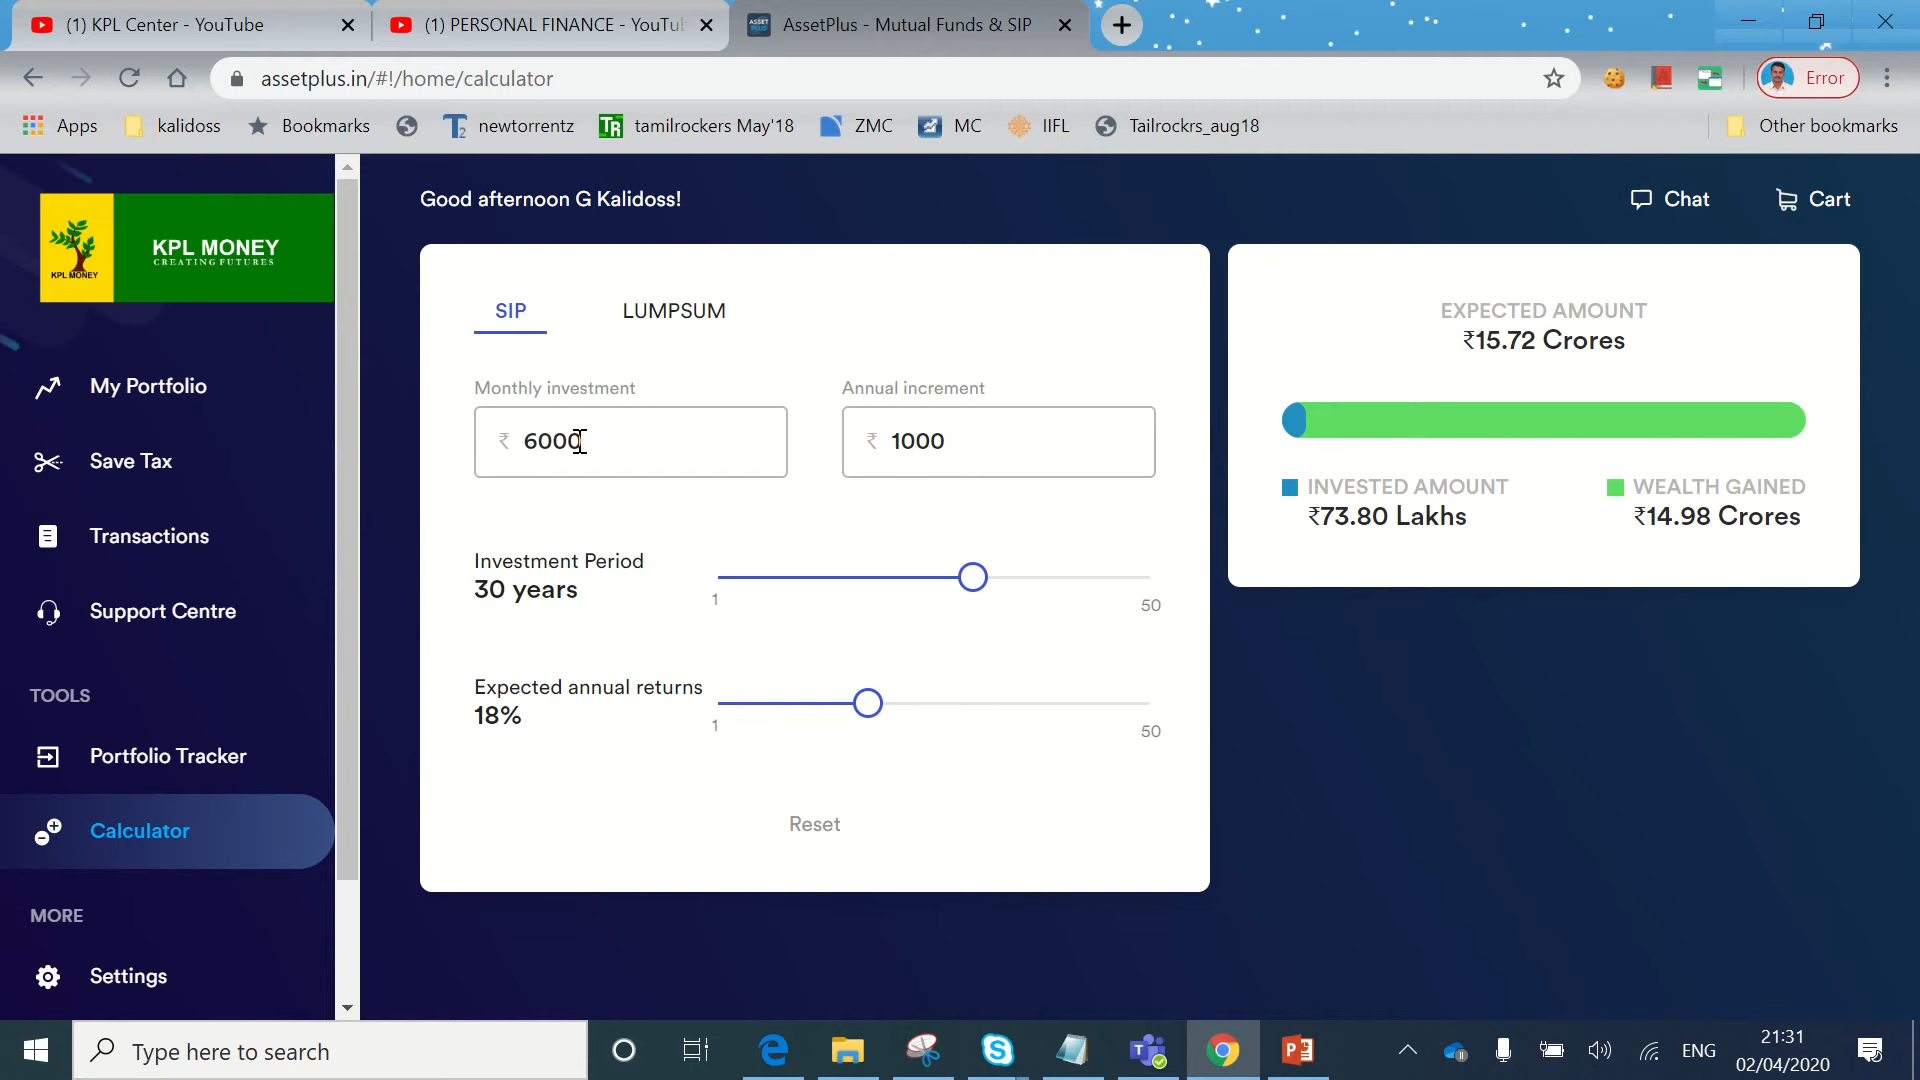 (1) KPL Center - YouTube
(1) PERSONAL FINANCE - YouTub
AssetPlus - Mutual Funds & SIP
assetplus.in/#!/home/calculator
Error
Apps
kalidoss
Bookmarks
newtorrentz
tamilrockers May'18
ZMC
MC
IIFL
Tailrockrs_aug18
Other bookmarks
KPL MONEY
KPL MONEY
CREATING FUTURES
My Portfolio
Save Tax
Transactions
Support Centre
TOOLS
Portfolio Tracker
Calculator
MORE
Settings
Good afternoon G Kalidoss!
Chat
Cart
SIP
LUMPSUM
Monthly investment
₹ 6000
Annual increment
₹ 1000
Investment Period
30 years
1
50
Expected annual returns
18%
1
50
Reset
EXPECTED AMOUNT
₹15.72 Crores
INVESTED AMOUNT
₹73.80 Lakhs
WEALTH GAINED
₹14.98 Crores
Type here to search
ENG
21:31
02/04/2020